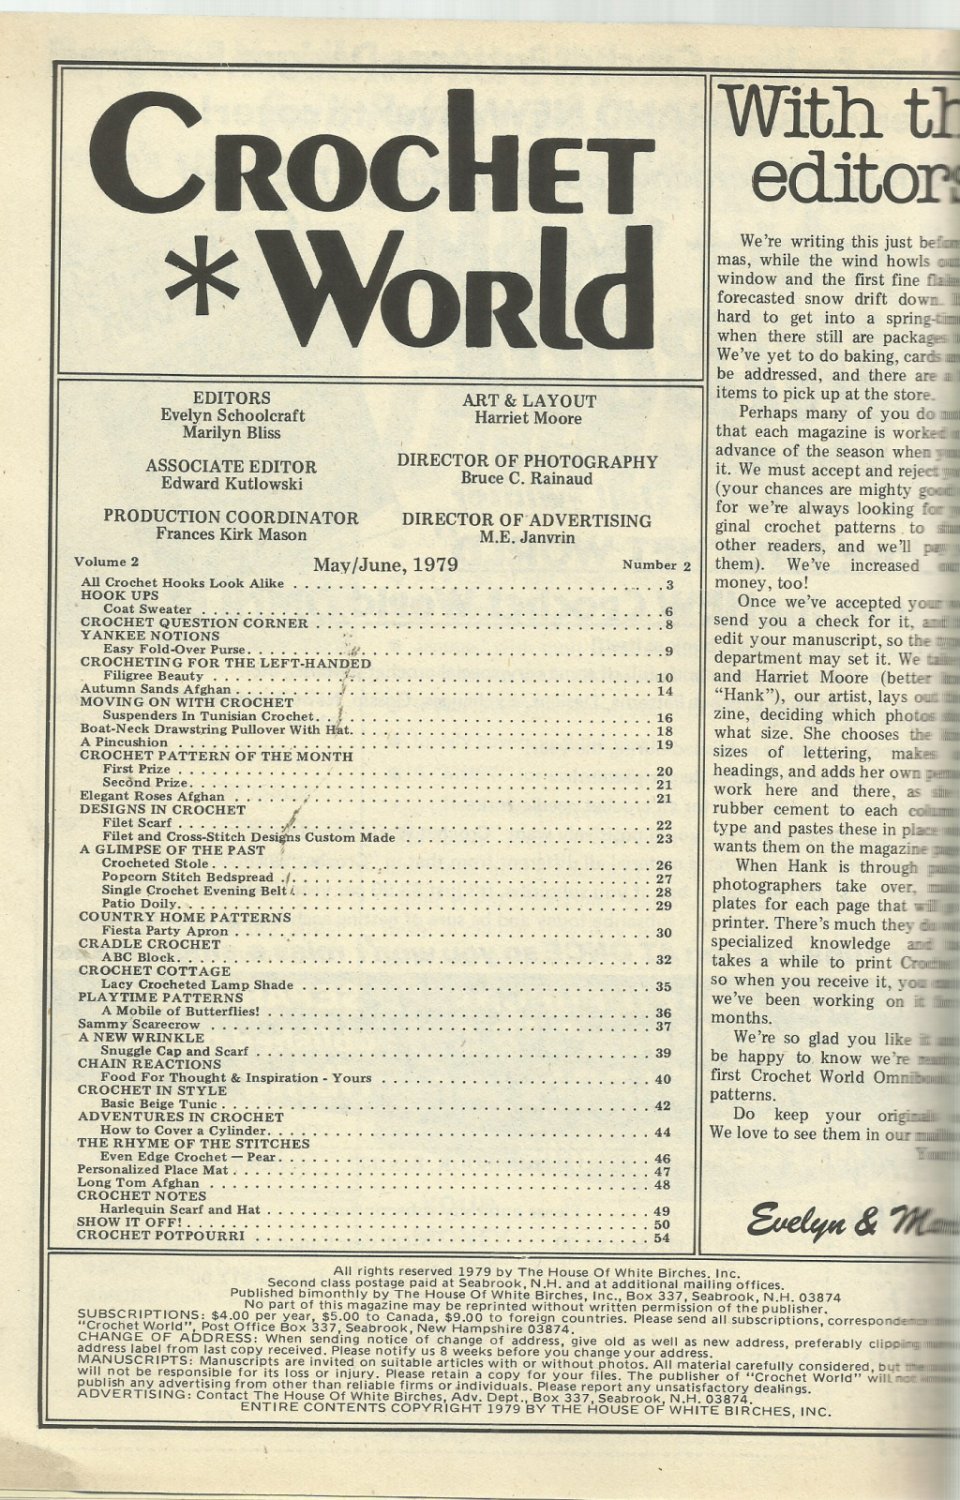 CROCHET
*WORld
EDITORS
Evelyn Schoolcraft
Marilyn Bliss
ASSOCIATE EDITOR
Edward Kutlowski
PRODUCTION COORDINATOR
Frances Kirk Mason
ART & LAYOUT
Harriet Moore
DIRECTOR OF PHOTOGRAPHY
Bruce C. Rainaud
DIRECTOR OF ADVERTISING
M.E. Janvrin
Volume 2 May/June, 1979 Number 2
All Crochet Hooks Look Alike 3
HOOK UPS
Coat Sweater 6
CROCHET QUESTION CORNER 8
YANKEE NOTIONS
Easy Fold-Over Purse 9
CROCHETING FOR THE LEFT-HANDED
Filigree Beauty 10
Autumn Sands Afghan 14
MOVING ON WITH CROCHET
Suspenders In Tunisian Crochet 16
Boat-Neck Drawstring Pullover With Hat 18
A Pincushion 19
CROCHET PATTERN OF THE MONTH
First Prize 20
Second Prize 21
Elegant Roses Afghan 21
DESIGNS IN CROCHET
Filet Scarf 22
Filet and Cross-Stitch Designs Custom Made 23
A GLIMPSE OF THE PAST
Crocheted Stole 26
Popcorn Stitch Bedspread 27
Single Crochet Evening Belt 28
Patio Doily 29
COUNTRY HOME PATTERNS
Fiesta Party Apron 30
CRADLE CROCHET
ABC Block 32
CROCHET COTTAGE
Lacy Crocheted Lamp Shade 35
PLAYTIME PATTERNS
A Mobile of Butterflies! 36
Sammy Scarecrow 37
A NEW WRINKLE
Snuggle Cap and Scarf 39
CHAIN REACTIONS
Food For Thought & Inspiration - Yours 40
CROCHET IN STYLE
Basic Beige Tunic 42
ADVENTURES IN CROCHET
How to Cover a Cylinder 44
THE RHYME OF THE STITCHES
Even Edge Crochet — Pear 46
Personalized Place Mat 47
Long Tom Afghan 48
CROCHET NOTES
Harlequin Scarf and Hat 49
SHOW IT OFF! 50
CROCHET POTPOURRI 54
With th
editors
We're writing this just
mas, while the wind howls
window and the first fine
forecasted snow drift down.
hard to get into a spring-
when there still are packages
We've yet to do baking, cards
be addressed, and there are a
items to pick up at the store.
Perhaps many of you do
that each magazine is worked
advance of the season when
it. We must accept and reject
(your chances are mighty good
for we're always looking for
ginal crochet patterns to
other readers, and we'll pay
them). We've increased
money, too!
Once we've accepted your
send you a check for it, and
edit your manuscript, so the
department may set it. We
and Harriet Moore (better
"Hank"), our artist, lays out
zine, deciding which photos
what size. She chooses the
sizes of lettering, makes
headings, and adds her own
work here and there, as
rubber cement to each
type and pastes these in place
wants them on the magazine
When Hank is through
photographers take over,
plates for each page that will
printer. There's much they do
specialized knowledge and
takes a while to print
so when you receive it, you
we've been working on it
months.
We're so glad you like it
be happy to know we're
first Crochet World
patterns.
Do keep your
We love to see them in our
Evelyn &
All rights reserved 1979 by The House Of White Birches, Inc.
Second class postage paid at Seabrook, N.H. and at additional mailing offices.
Published bimonthly by The House Of White Birches, Inc., Box 337, Seabrook, N.H. 03874
No part of this magazine may be reprinted without written permission of the publisher.
SUBSCRIPTIONS: $4.00 per year, $5.00 to Canada, $9.00 to foreign countries. Please send all subscriptions,
"Crochet World", Post Office Box 337, Seabrook, New Hampshire 03874.
CHANGE OF ADDRESS: When sending notice of change of address, give old as well as new address, preferably clipping
address label from last copy received. Please notify us 8 weeks before you change your address.
MANUSCRIPTS: Manuscripts are invited on suitable articles with or without photos. All material carefully considered, but
will not be responsible for its loss or injury. Please retain a copy for your files. The publisher of "Crochet World" will not
publish any advertising from other than reliable firms or individuals. Please report any unsatisfactory dealings.
ADVERTISING: Contact The House Of White Birches, Adv. Dept., Box 337, Seabrook, N.H. 03874.
ENTIRE CONTENTS COPYRIGHT 1979 BY THE HOUSE OF WHITE BIRCHES, INC.